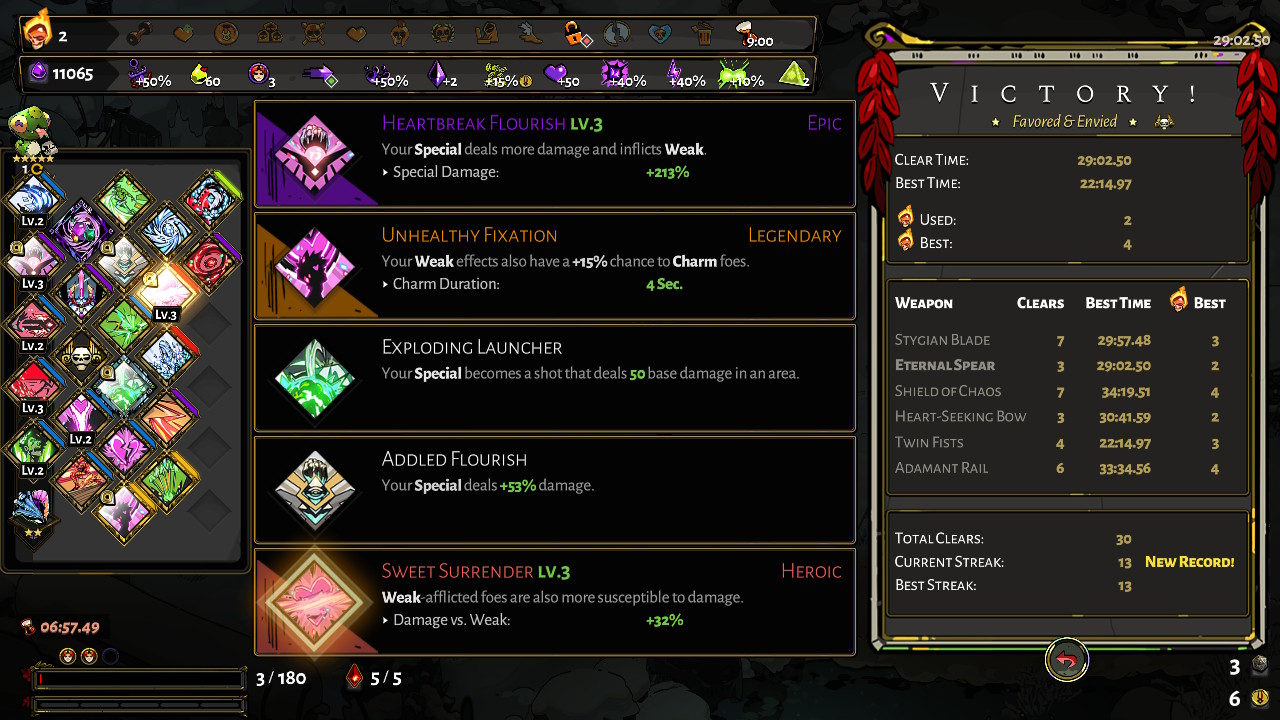 2
9:00
29:02.50
11065
+50%
60
3
+50%
+2
+15%
+50
+40%
+40%
+10%
2
1
Lv.2
Lv.3
Lv.3
Lv.2
Lv.3
Lv.2
Lv.2
06:57.49
Heartbreak Flourish Lv.3
Epic
Your Special deals more damage and inflicts Weak.
Special Damage: +213%
Unhealthy Fixation
Legendary
Your Weak effects also have a +15% chance to Charm foes.
Charm Duration: 4 Sec.
Exploding Launcher
Your Special becomes a shot that deals 50 base damage in an area.
Addled Flourish
Your Special deals +53% damage.
Sweet Surrender Lv.3
Heroic
Weak-afflicted foes are also more susceptible to damage.
Damage vs. Weak: +32%
3 / 180
5 / 5
Victory!
Favored & Envied
Clear Time: 29:02.50
Best Time: 22:14.97
Used: 2
Best: 4
Weapon Clears Best Time Best
Stygian Blade 7 29:57.48 3
Eternal Spear 3 29:02.50 2
Shield of Chaos 7 34:19.51 4
Heart-Seeking Bow 3 30:41.59 2
Twin Fists 4 22:14.97 3
Adamant Rail 6 33:34.56 4
Total Clears: 30
Current Streak: 13 New Record!
Best Streak: 13
3
6